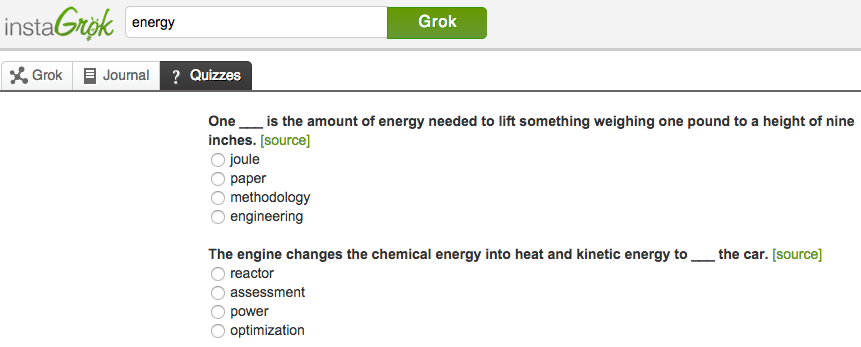 instaGrok energy Grok
Grok Journal ? Quizzes
One ___ is the amount of energy needed to lift something weighing one pound to a height of nine
inches. [source]
joule
paper
methodology
engineering
The engine changes the chemical energy into heat and kinetic energy to ___ the car. [source]
reactor
assessment
power
optimization